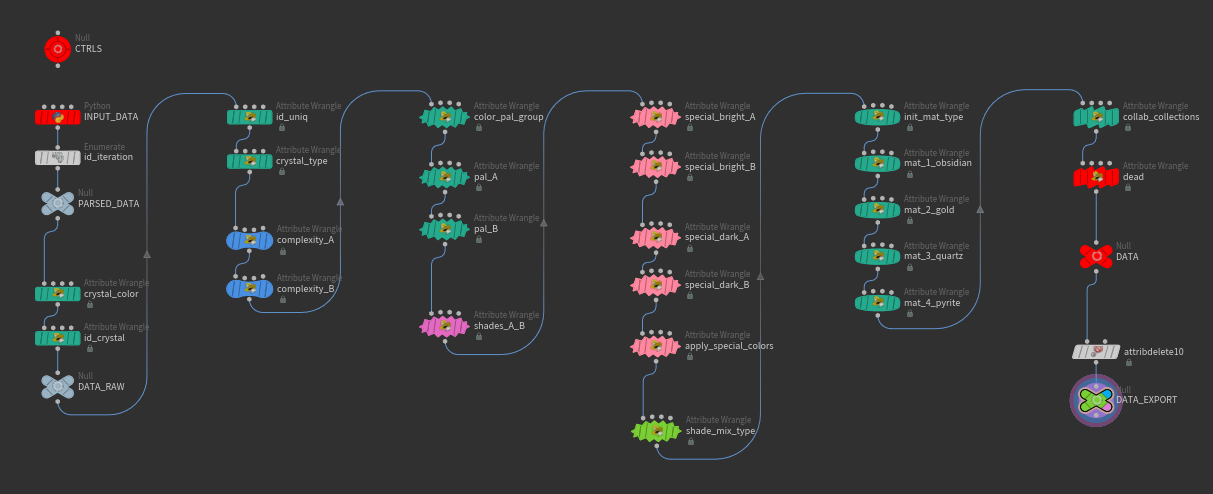 Null
CTRLS
Python
INPUT_DATA
Enumerate
id_iteration
Null
PARSED_DATA
Attribute Wrangle
crystal_color
Attribute Wrangle
id_crystal
Null
DATA_RAW
Attribute Wrangle
id_uniq
Attribute Wrangle
crystal_type
Attribute Wrangle
complexity_A
Attribute Wrangle
complexity_B
Attribute Wrangle
color_pal_group
Attribute Wrangle
pal_A
Attribute Wrangle
pal_B
Attribute Wrangle
shades_A_B
Attribute Wrangle
special_bright_A
Attribute Wrangle
special_bright_B
Attribute Wrangle
special_dark_A
Attribute Wrangle
special_dark_B
Attribute Wrangle
apply_special_colors
Attribute Wrangle
shade_mix_type
Attribute Wrangle
init_mat_type
Attribute Wrangle
mat_1_obsidian
Attribute Wrangle
mat_2_gold
Attribute Wrangle
mat_3_quartz
Attribute Wrangle
mat_4_pyrite
Attribute Wrangle
collab_collections
Attribute Wrangle
dead
Null
DATA
attribdelete10
Null
DATA_EXPORT